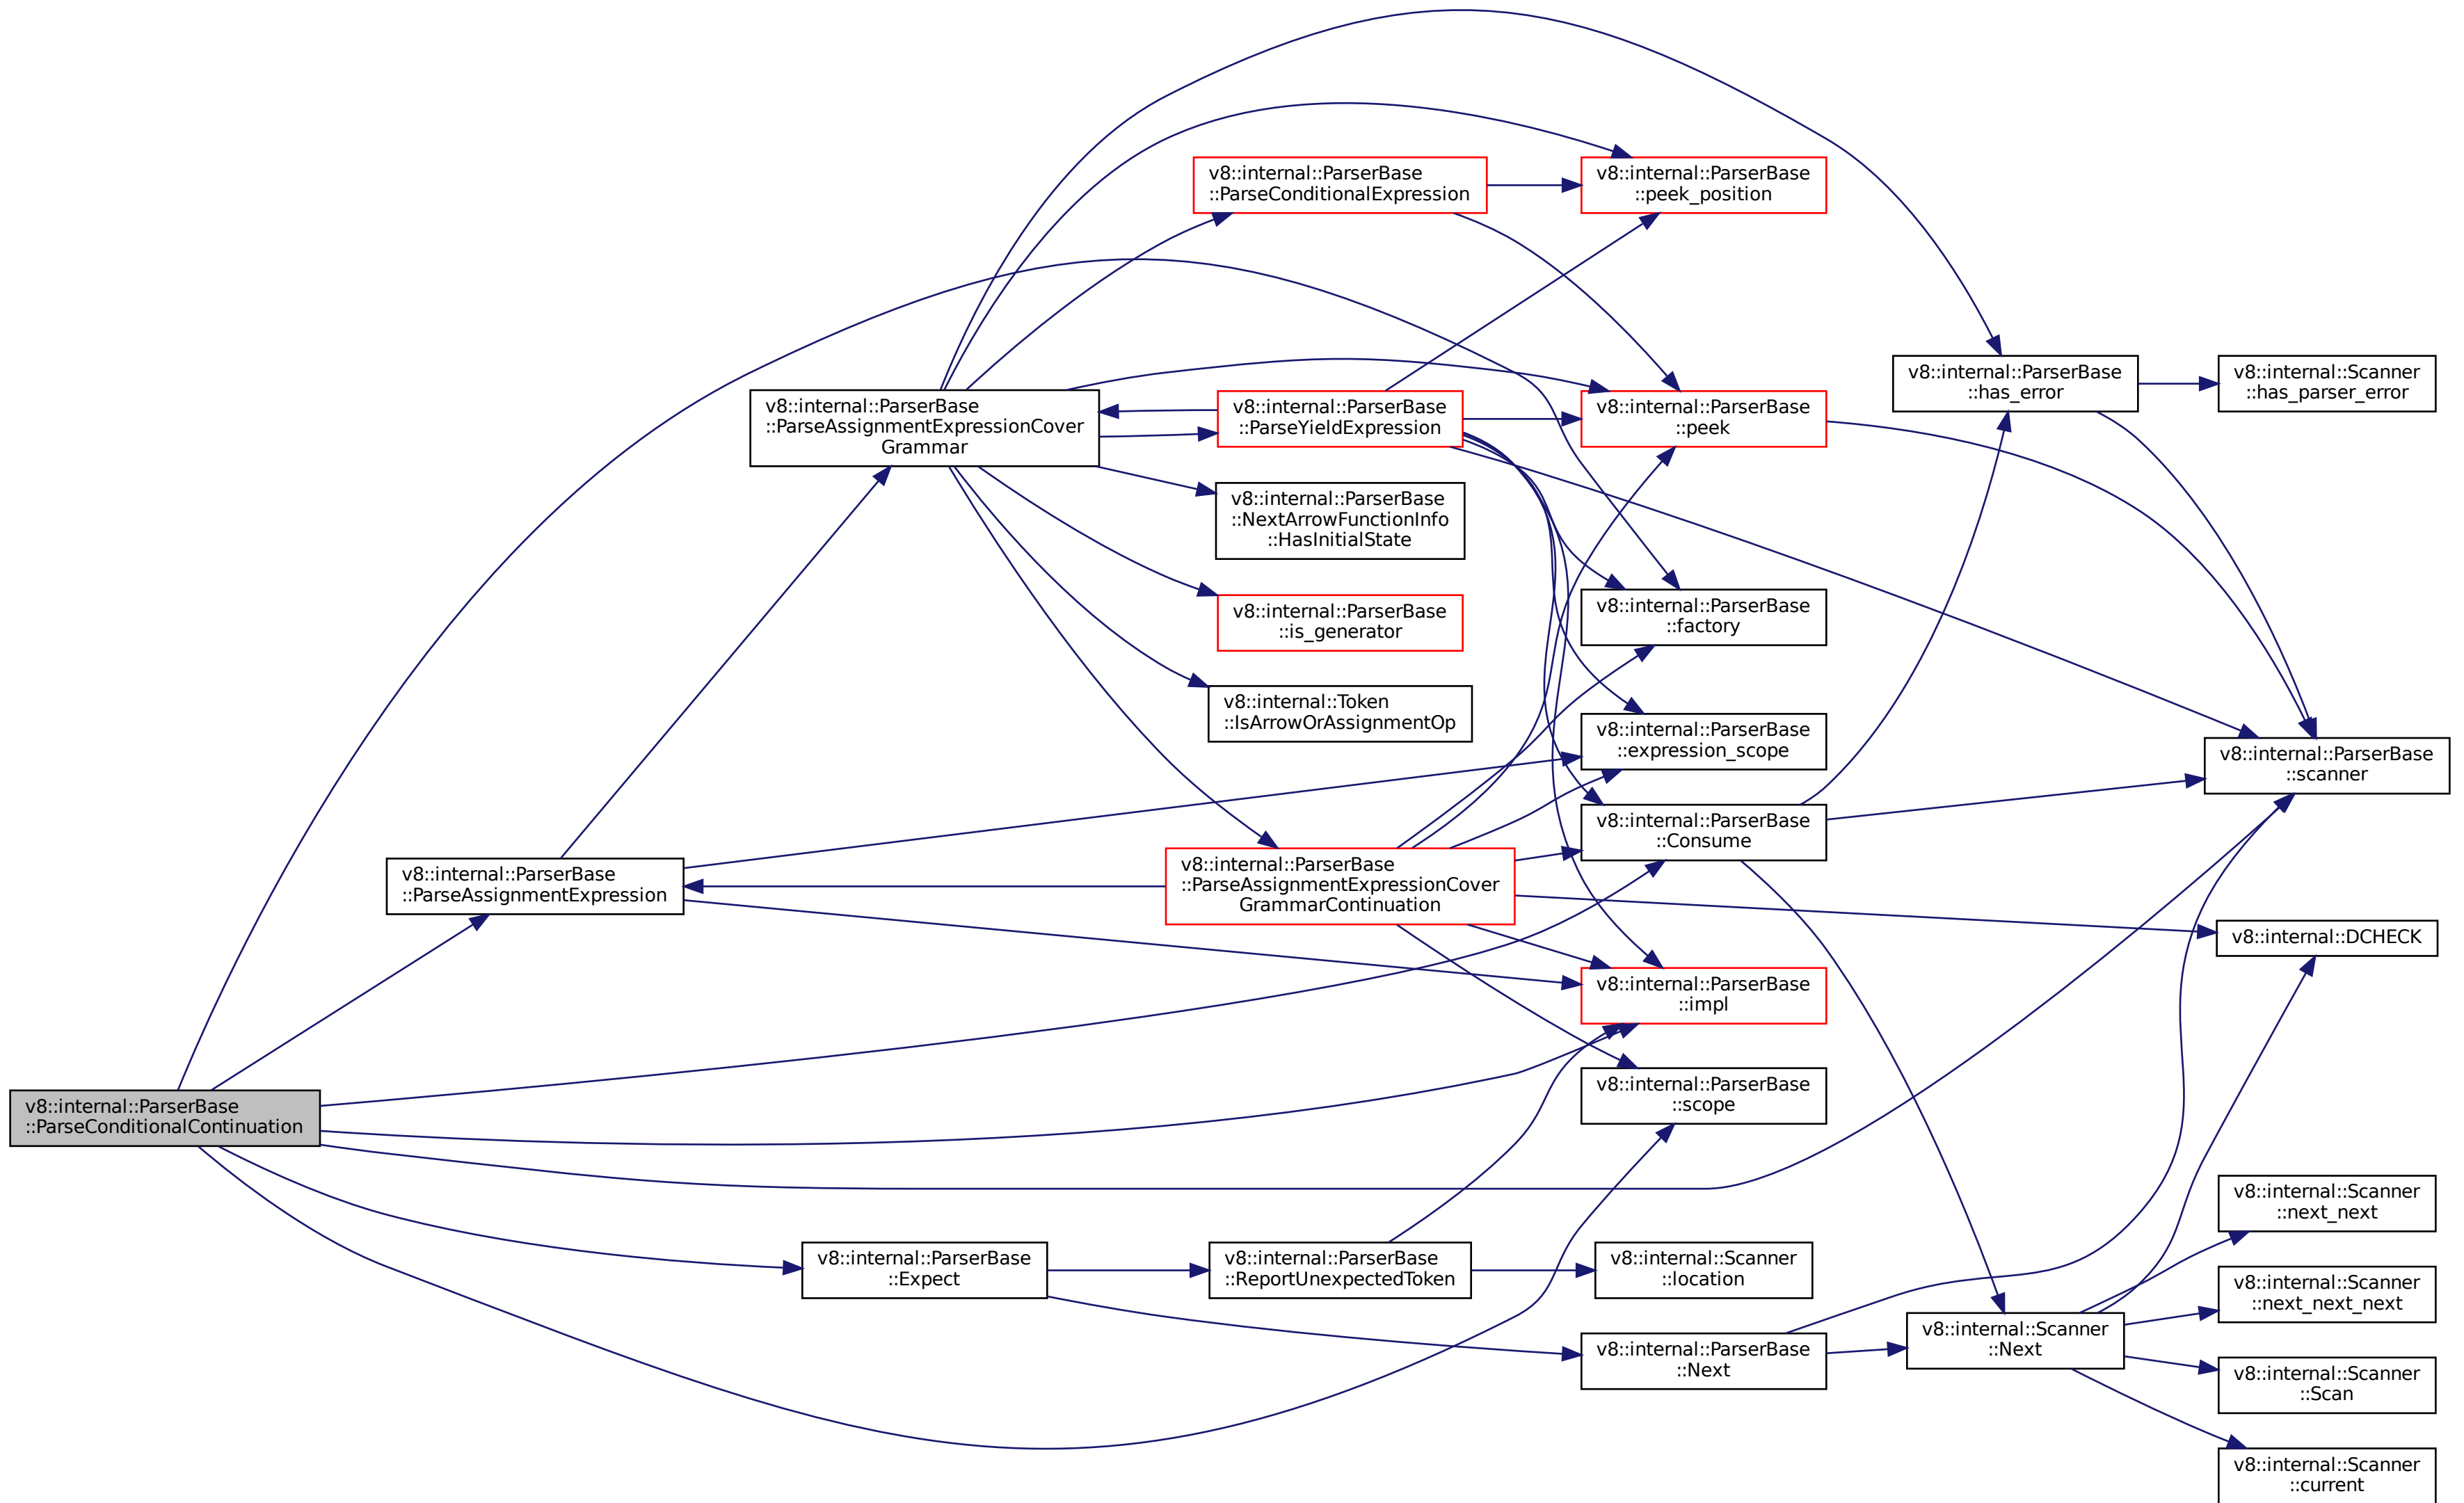 v8::internal::ParserBase
::ParseConditionalContinuation
v8::internal::ParserBase
::ParseAssignmentExpression
v8::internal::ParserBase
::ParseAssignmentExpressionCover
Grammar
v8::internal::ParserBase
::Expect
v8::internal::ParserBase
::ParseConditionalExpression
v8::internal::ParserBase
::ParseYieldExpression
v8::internal::ParserBase
::NextArrowFunctionInfo
::HasInitialState
v8::internal::ParserBase
::is_generator
v8::internal::Token
::IsArrowOrAssignmentOp
v8::internal::ParserBase
::ParseAssignmentExpressionCover
GrammarContinuation
v8::internal::ParserBase
::ReportUnexpectedToken
v8::internal::ParserBase
::peek_position
v8::internal::ParserBase
::peek
v8::internal::ParserBase
::factory
v8::internal::ParserBase
::expression_scope
v8::internal::ParserBase
::Consume
v8::internal::ParserBase
::impl
v8::internal::ParserBase
::scope
v8::internal::Scanner
::location
v8::internal::ParserBase
::Next
v8::internal::ParserBase
::has_error
v8::internal::Scanner
::Next
v8::internal::Scanner
::has_parser_error
v8::internal::ParserBase
::scanner
v8::internal::DCHECK
v8::internal::Scanner
::next_next
v8::internal::Scanner
::next_next_next
v8::internal::Scanner
::Scan
v8::internal::Scanner
::current